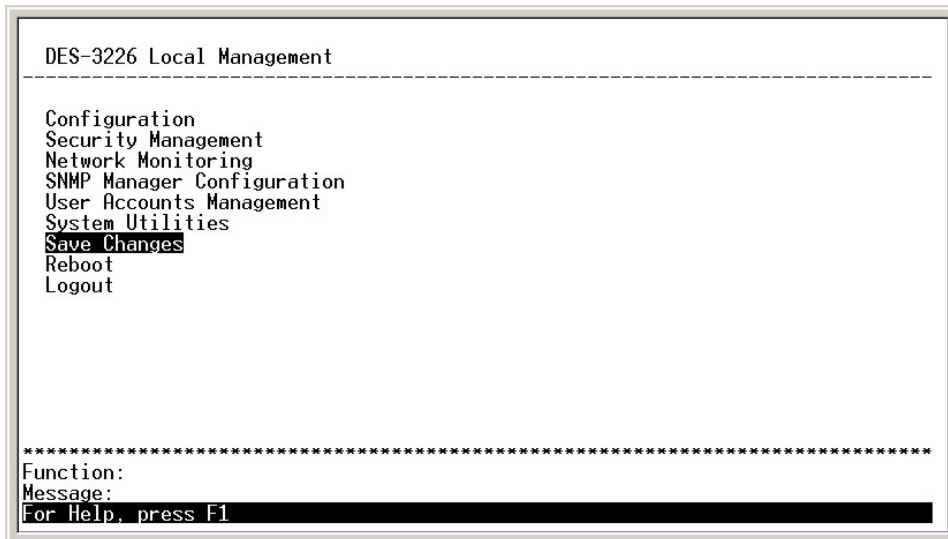 DES-3226 Local Management
--------------------------------------------------------------------------------
Configuration
Security Management
Network Monitoring
SNMP Manager Configuration
User Accounts Management
System Utilities
Save Changes
Reboot
Logout
*******************************************************************************
Function:
Message:
For Help, press F1